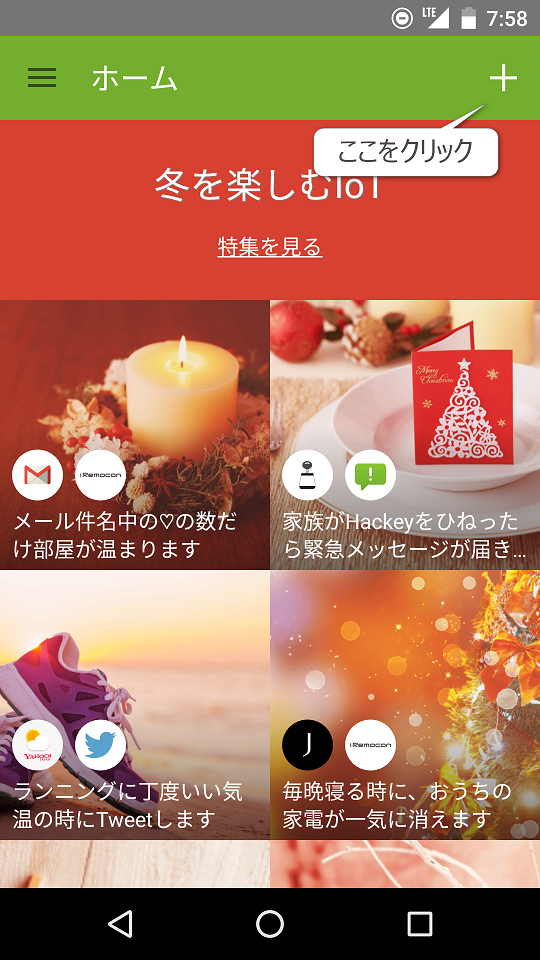 LTE 7:58
ホーム
ここをクリック
冬を楽しむIoT
特集を見る
Merry
Christmas
iRemocon
メール件名中の♡の数だ
け部屋が温まります
家族がHackeyをひねった
ら緊急メッセージが届き…
YAHOO!
ランニングに丁度いい気
温の時にTweetします
J
iRemocon
毎晩寝る時に、おうちの
家電が一気に消えます